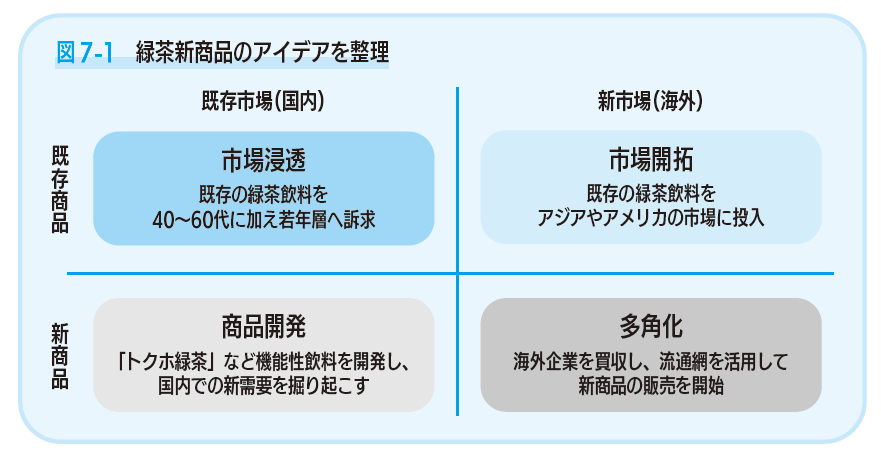 図7-1 緑茶新商品のアイデアを整理
既存市場(国内)
新市場(海外)
既存商品
市場浸透
既存の緑茶飲料を
40〜60代に加え若年層へ訴求
市場開拓
既存の緑茶飲料を
アジアやアメリカの市場に投入
新商品
商品開発
「トクホ緑茶」など機能性飲料を開発し、
国内での新需要を掘り起こす
多角化
海外企業を買収し、流通網を活用して
新商品の販売を開始